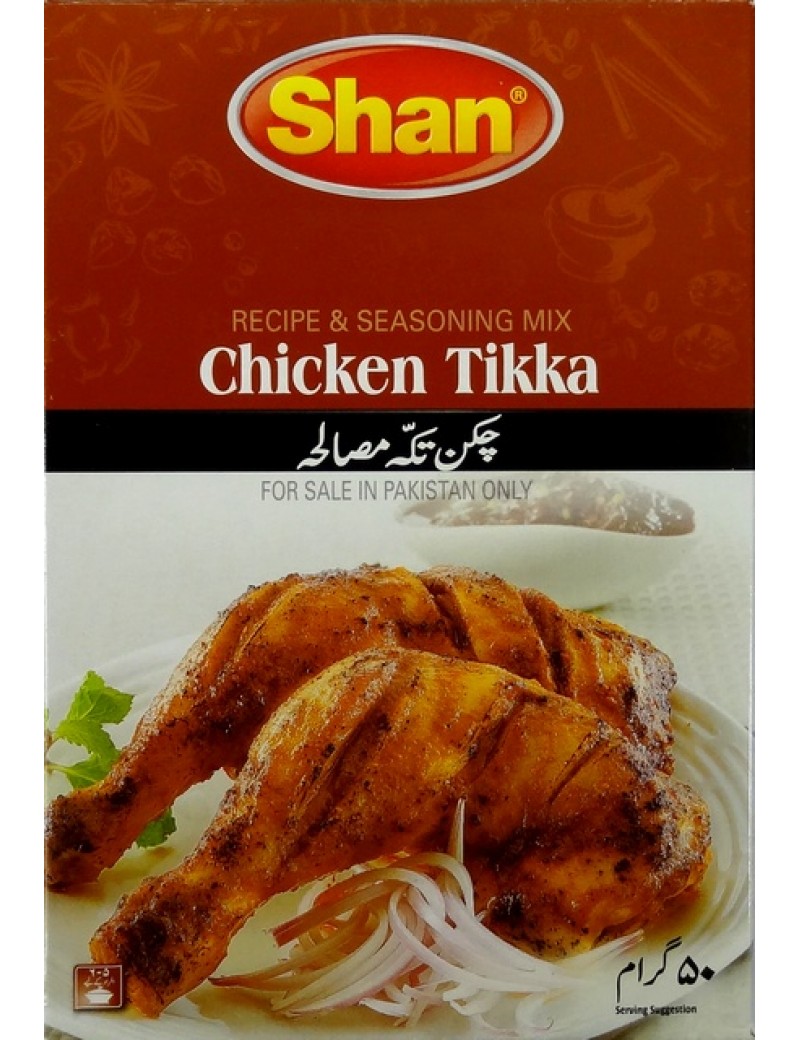 Shan®
RECIPE & SEASONING MIX
Chicken Tikka
چکن تکّہ مصالحہ
FOR SALE IN PAKISTAN ONLY
۵۰ گرام
Serving Suggestion